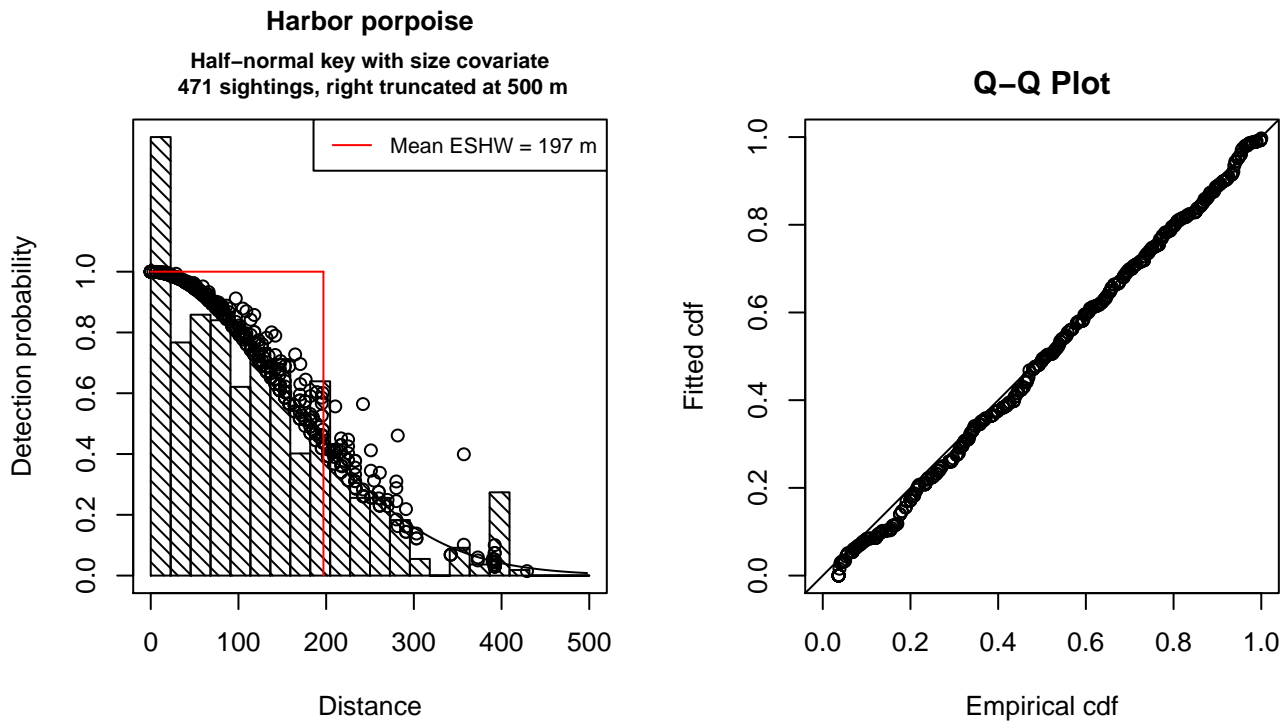 Harbor porpoise
Half−normal key with size covariate
471 sightings, right truncated at 500 m
Mean ESHW = 197 m
Detection probability
1.0
0.8
0.6
0.4
0.2
0.0
0 100 200 300 400 500
Distance
Q−Q Plot
Fitted cdf
1.0
0.8
0.6
0.4
0.2
0.0
0.0 0.2 0.4 0.6 0.8 1.0
Empirical cdf